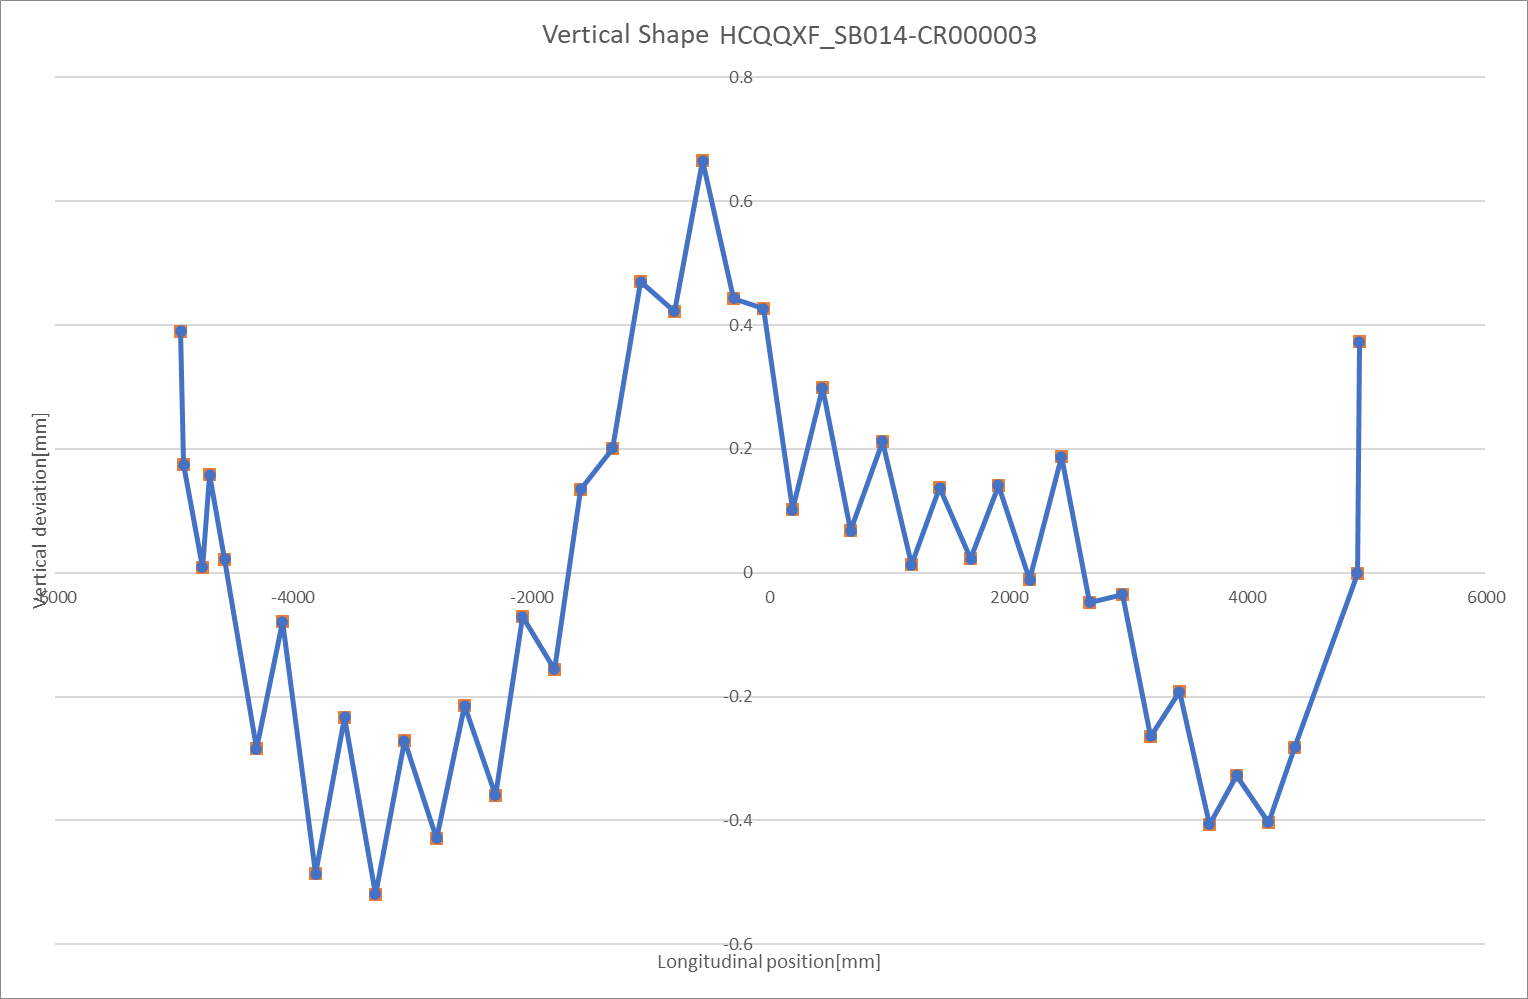 Vertical Shape HCQQXF_SB014-CR000003
0.8
0.6
0.4
0.2
0
-6000 -4000 -2000 0 2000 4000 6000
-0.2
-0.4
-0.6
Vertical deviation[mm]
Longitudinal position[mm]